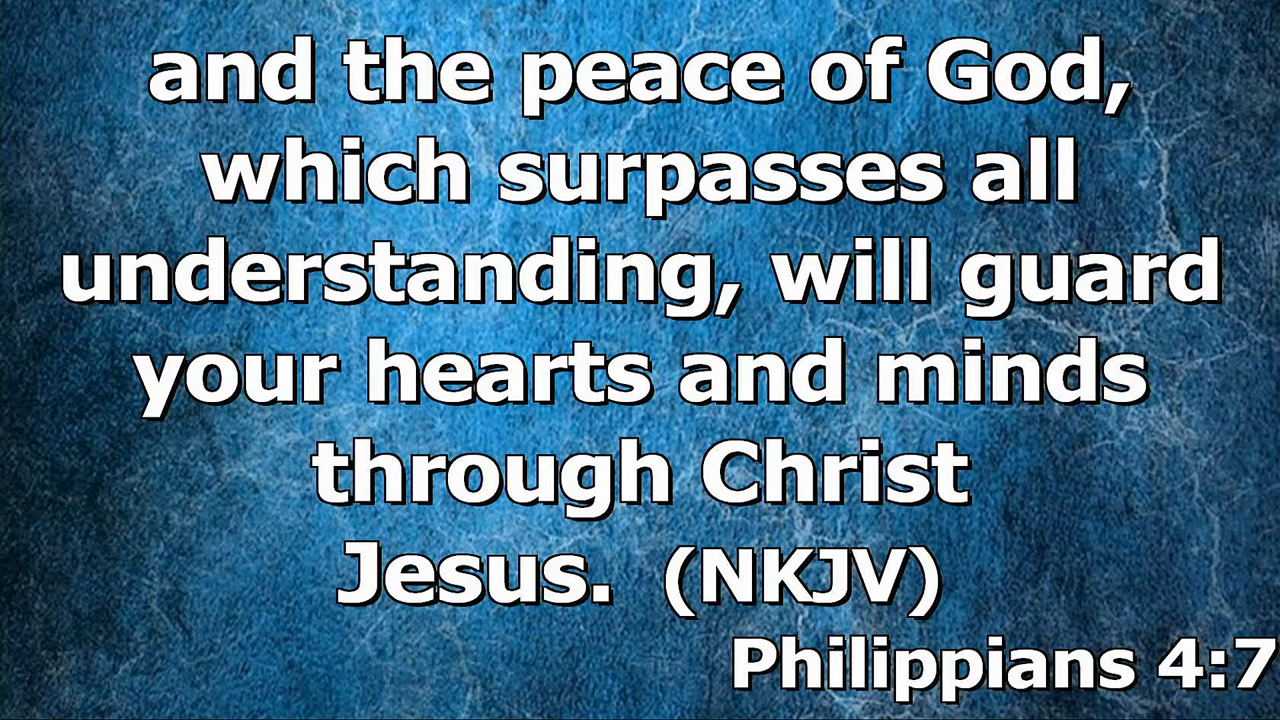 and the peace of God,
which surpasses all
understanding, will guard
your hearts and minds
through Christ
Jesus.  (NKJV)
Philippians 4:7